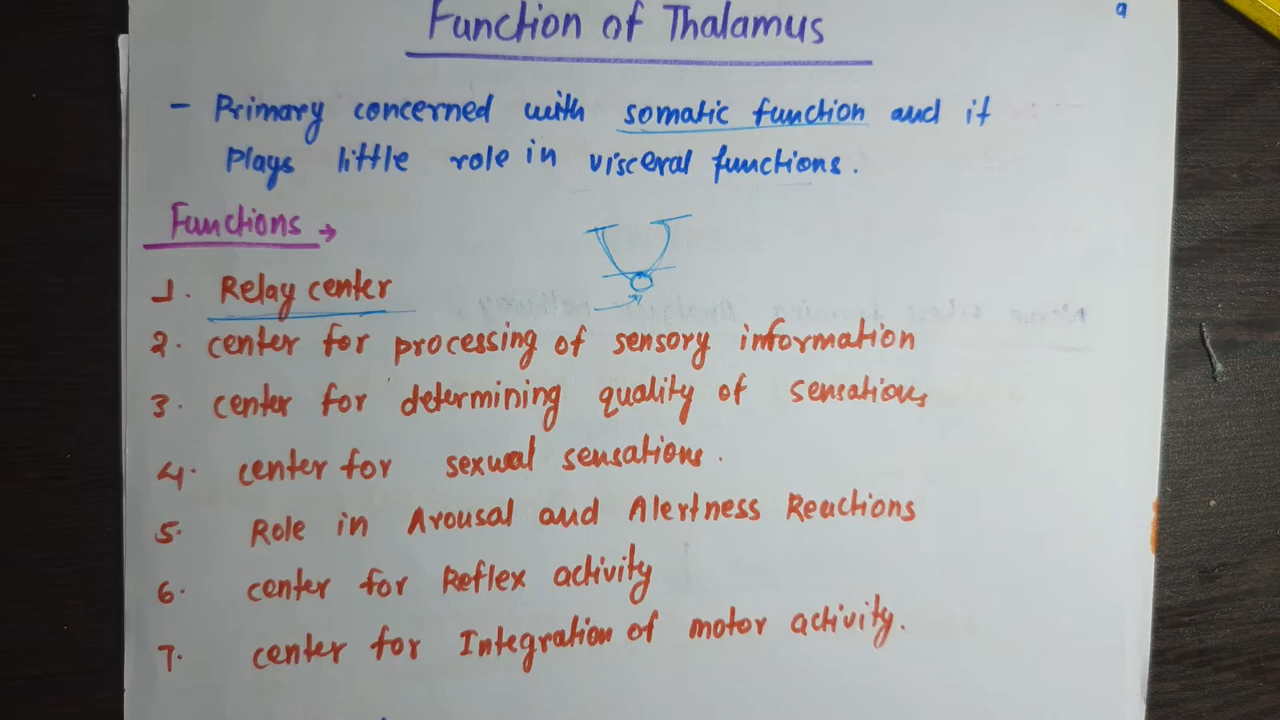 9
Function of Thalamus
- Primary concerned with somatic function and it
plays little role in visceral functions.
Functions →
1. Relay center
2. center for processing of sensory information
3. center for determining quality of sensations
4. center for sexual sensations.
5. Role in Arousal and Alertness Reactions
6. center for Reflex activity
7. center for Integration of motor activity.